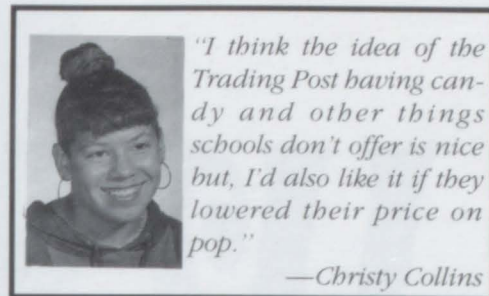 "I think the idea of the
Trading Post having can-
dy and other things
schools don't offer is nice
but, I'd also like it if they
lowered their price on
pop."
—Christy Collins